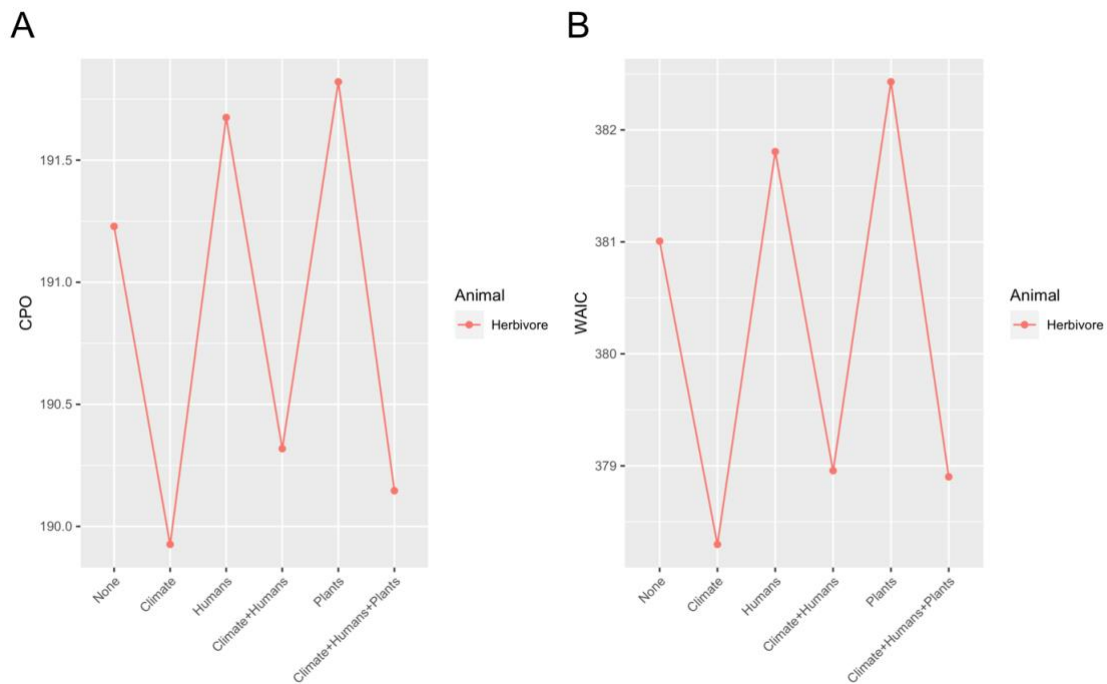 A
191.5
191.0
190.5
190.0
CPO
None
Climate
Humans
Climate+Humans
Plants
Climate+Humans+Plants
Animal
Herbivore
B
382
381
380
379
WAIC
None
Climate
Humans
Climate+Humans
Plants
Climate+Humans+Plants
Animal
Herbivore